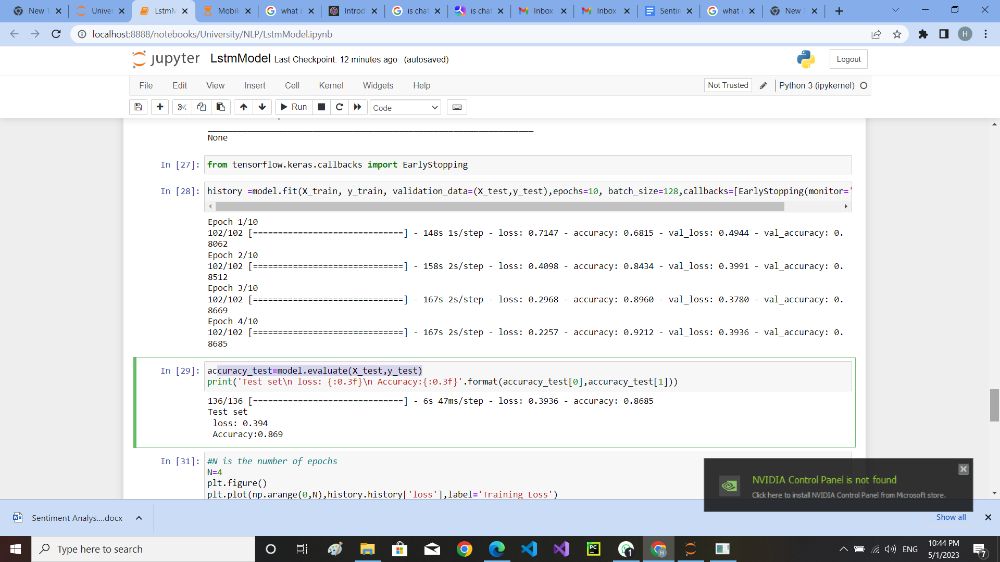 New T
Univer
LstmM
Mobile
what i
Introd
is chat
is chat
Inbox
Inbox
Sentin
what i
New T
localhost:8888/notebooks/University/NLP/LstmModel.ipynb
H
jupyter LstmModel Last Checkpoint: 12 minutes ago (autosaved)
Logout
File Edit View Insert Cell Kernel Widgets Help
Not Trusted
Python 3 (ipykernel)
Run
Code
None
In [27]: from tensorflow.keras.callbacks import EarlyStopping
In [28]: history =model.fit(X_train, y_train, validation_data=(X_test,y_test),epochs=10, batch_size=128,callbacks=[EarlyStopping(monitor='
Epoch 1/10
102/102 [==============================] - 148s 1s/step - loss: 0.7147 - accuracy: 0.6815 - val_loss: 0.4944 - val_accuracy: 0.
8062
Epoch 2/10
102/102 [==============================] - 158s 2s/step - loss: 0.4098 - accuracy: 0.8434 - val_loss: 0.3991 - val_accuracy: 0.
8512
Epoch 3/10
102/102 [==============================] - 167s 2s/step - loss: 0.2968 - accuracy: 0.8960 - val_loss: 0.3780 - val_accuracy: 0.
8669
Epoch 4/10
102/102 [==============================] - 167s 2s/step - loss: 0.2257 - accuracy: 0.9212 - val_loss: 0.3936 - val_accuracy: 0.
8685
In [29]: accuracy_test=model.evaluate(X_test,y_test)
print('Test set\n loss: {:0.3f}\n Accuracy:{:0.3f}'.format(accuracy_test[0],accuracy_test[1]))
136/136 [==============================] - 6s 47ms/step - loss: 0.3936 - accuracy: 0.8685
Test set
loss: 0.394
Accuracy:0.869
In [31]: #N is the number of epochs
N=4
plt.figure()
plt.plot(np.arange(0,N),history.history['loss'],label='Training Loss')
NVIDIA Control Panel is not found
Click here to install NVIDIA Control Panel from Microsoft store.
Sentiment Analys....docx
Show all
Type here to search
PC
1
H
ENG
10:44 PM
5/1/2023
7